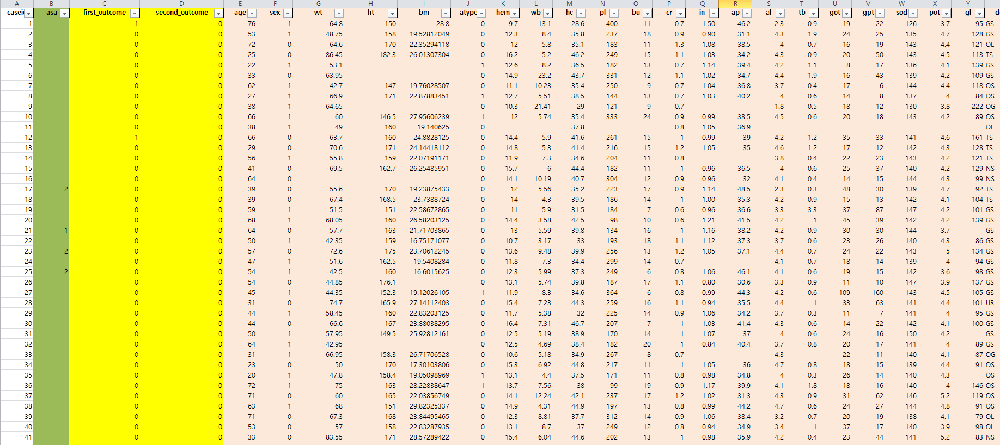 A B C D E F G H I J K L M N O P Q R S T U V W X Y
casei asa first_outcome second_outcome age sex wt ht bm atype hem wb hc pl bu cr in ap al tb got gpt sod pot gl
1 1 0 76 1 64.8 150 28.8 0 9.7 13.1 28.6 400 11 0.7 1.50 46.2 2.3 0.9 19 22 126 3.7 95 GS
2 0 0 53 1 48.75 158 19.52812049 0 12.3 8.4 35.8 237 18 0.9 0.90 31.1 4.3 1.9 24 25 135 4.7 128 GS
3 0 0 72 0 64.6 170 22.35294118 0 12 5.8 35.1 183 11 1.3 1.08 38.5 4 0.7 16 19 143 4.4 121 OL
4 0 0 25 0 86.45 182.3 26.01307304 0 16.2 5.2 46.2 249 15 1.1 1.03 34.2 4.3 0.9 20 50 143 4.5 113 TS
5 0 0 22 1 53.1 1 12.6 8.2 36.5 182 13 0.7 1.14 39.4 4.2 1.1 8 17 136 4.1 139 GS
6 0 0 33 0 63.95 0 14.9 23.2 43.7 331 12 1.1 1.02 34.7 4.4 1.9 16 43 139 4.2 109 GS
7 0 0 62 1 42.7 147 19.76028507 0 11.1 10.23 35.4 250 9 0.7 1.04 36.8 3.7 0.4 17 6 144 4.4 118 OS
8 0 0 27 1 66.9 171 22.87883451 1 12.7 5.51 38.5 144 13 0.7 1.03 40.2 4 0.6 14 8 137 4 84 OS
9 0 0 38 1 64.65 0 10.3 21.41 29 121 9 0.7 1.8 0.5 18 12 130 3.8 222 OG
10 0 0 66 1 60 146.5 27.95606239 1 12 5.74 35.4 333 24 0.9 0.99 38.5 4.5 0.6 20 18 143 4.2 89 OS
11 0 0 38 1 49 160 19.140625 0 37.8 0.8 1.05 36.9 OL
12 1 0 66 0 63.7 160 24.8828125 0 14.4 5.9 41.6 261 15 1 0.99 39 4.2 1.2 35 33 141 4.6 161 TS
13 0 0 29 0 70.6 171 24.14418112 0 14.8 5.3 41.4 216 15 1.2 1.05 35 4.6 1.2 17 12 142 4.3 128 TS
14 0 0 56 1 55.8 159 22.07191171 0 11.9 7.3 34.6 204 11 0.8 3.8 0.4 22 23 143 4.2 121 TS
15 0 0 41 0 69.5 162.7 26.25485951 0 15.7 6 44.4 182 11 1 0.96 36.5 4 0.6 25 37 140 4.2 129 NS
16 0 0 64 0 0 14.1 10.19 40.7 304 12 0.9 0.96 32 4.1 0.4 14 15 144 4.3 99 NS
17 2 0 0 39 0 55.6 170 19.23875433 0 12 5.56 35.2 223 17 0.9 1.14 48.5 2.3 0.3 48 30 139 4.7 92 TS
18 0 0 39 0 67.4 168.5 23.7388724 0 14 4.3 39.5 186 14 1 1.00 35.3 4.2 0.9 15 13 142 4.1 104 TS
19 0 0 59 1 51.5 151 22.58672865 0 11 5.9 31.5 184 7 0.6 0.96 36.6 3.3 3.3 37 87 147 4.2 101 GS
20 0 0 68 1 68.05 160 26.58203125 0 14.4 3.58 42.5 98 10 0.6 1.21 41.5 4.2 1 45 39 142 4.2 139 GS
21 1 0 0 64 0 57.7 163 21.71703865 0 13 5.59 39.8 134 16 1 1.16 38.2 4.2 0.9 30 30 144 3.7 GS
22 0 0 50 0 42.35 159 16.75171077 0 10.7 3.17 33 193 18 1.1 1.12 37.3 3.7 0.6 23 26 140 4.3 86 GS
23 2 0 0 57 0 72.6 175 23.70612245 0 13.6 9.48 39.9 256 13 1.2 1.05 37.1 4.4 0.7 24 22 143 5 134 GS
24 0 0 47 1 51.6 162.5 19.5408284 0 11.8 7.3 34.4 299 14 0.7 4.1 0.7 18 14 139 4 94 GS
25 2 0 0 54 1 42.5 160 16.6015625 0 12.3 5.99 37.3 249 6 0.8 1.06 46.1 4.1 0.6 19 15 142 3.6 98 GS
26 0 0 54 0 44.85 176.1 0 13.1 5.74 39.8 187 17 1.1 0.80 30.6 3.3 0.9 11 10 147 3.9 137 GS
27 0 0 45 1 44.35 152.3 19.12026105 1 11.9 8.3 34.6 364 6 0.8 0.99 44.3 4.2 0.6 109 160 143 4.5 105 GS
28 0 0 31 0 74.7 165.9 27.14112403 0 15.4 7.23 44.3 259 16 1.1 0.94 35.5 4.4 1 33 63 141 4.4 101 UR
29 0 0 44 1 58.45 160 22.83203125 0 11.7 5.38 32 225 14 0.9 1.06 34.2 3.7 0.3 11 7 141 4 95 GS
30 0 0 44 0 66.6 167 23.88038295 0 16.4 7.31 46.7 207 7 1 1.03 41.4 4.3 0.6 14 22 142 4.1 100 GS
31 0 0 50 1 57.95 149.5 25.92812161 0 12.5 5.19 38.9 170 14 1 1.07 37 4 0.6 24 16 150 4.2 GS
32 0 0 64 1 42.95 0 12.5 4.69 38.4 182 20 1 0.84 40.4 3.7 0.8 20 17 141 4 89 GS
33 0 0 31 1 66.95 158.3 26.71706528 0 10.6 5.18 34.9 267 8 0.7 4.3 22 11 140 4.1 87 OG
34 0 0 23 0 50 170 17.30103806 0 15.3 6.92 44.8 217 11 1 1.05 36 4.7 0.8 18 15 139 4.4 91 OS
35 0 0 20 1 47.8 158.4 19.05098969 1 13.1 4.4 37.5 171 11 0.8 0.98 34.8 4 0.3 26 14 140 4.3 OS
36 0 0 72 1 75 163 28.22838647 1 13.7 7.56 38 99 19 0.9 1.17 39.9 4.1 1.8 18 16 140 4 146 OS
37 0 0 71 0 60 165 22.03856749 0 14.1 12.24 42.1 237 17 1.2 1.02 31.3 4.3 0.9 31 62 146 5.2 119 OS
38 0 0 63 1 68 151 29.82325337 0 14.9 4.31 44.9 197 13 0.8 0.99 44.2 4.7 0.6 24 27 144 4.8 91 OS
39 0 0 71 0 67.3 168 23.84495465 0 12.3 8.81 37.7 312 14 0.9 1.06 38.4 3.2 0.7 20 19 138 4.1 79 OL
40 0 0 53 0 57 158 22.83287935 0 13.1 8.7 37 249 12 0.8 0.94 34.9 3.4 1 37 17 140 3.9 98 OL
41 0 0 33 0 83.55 171 28.57289422 0 15.4 6.04 44.6 202 13 1 0.98 35.9 4.2 0.4 23 44 141 5.2 83 NS